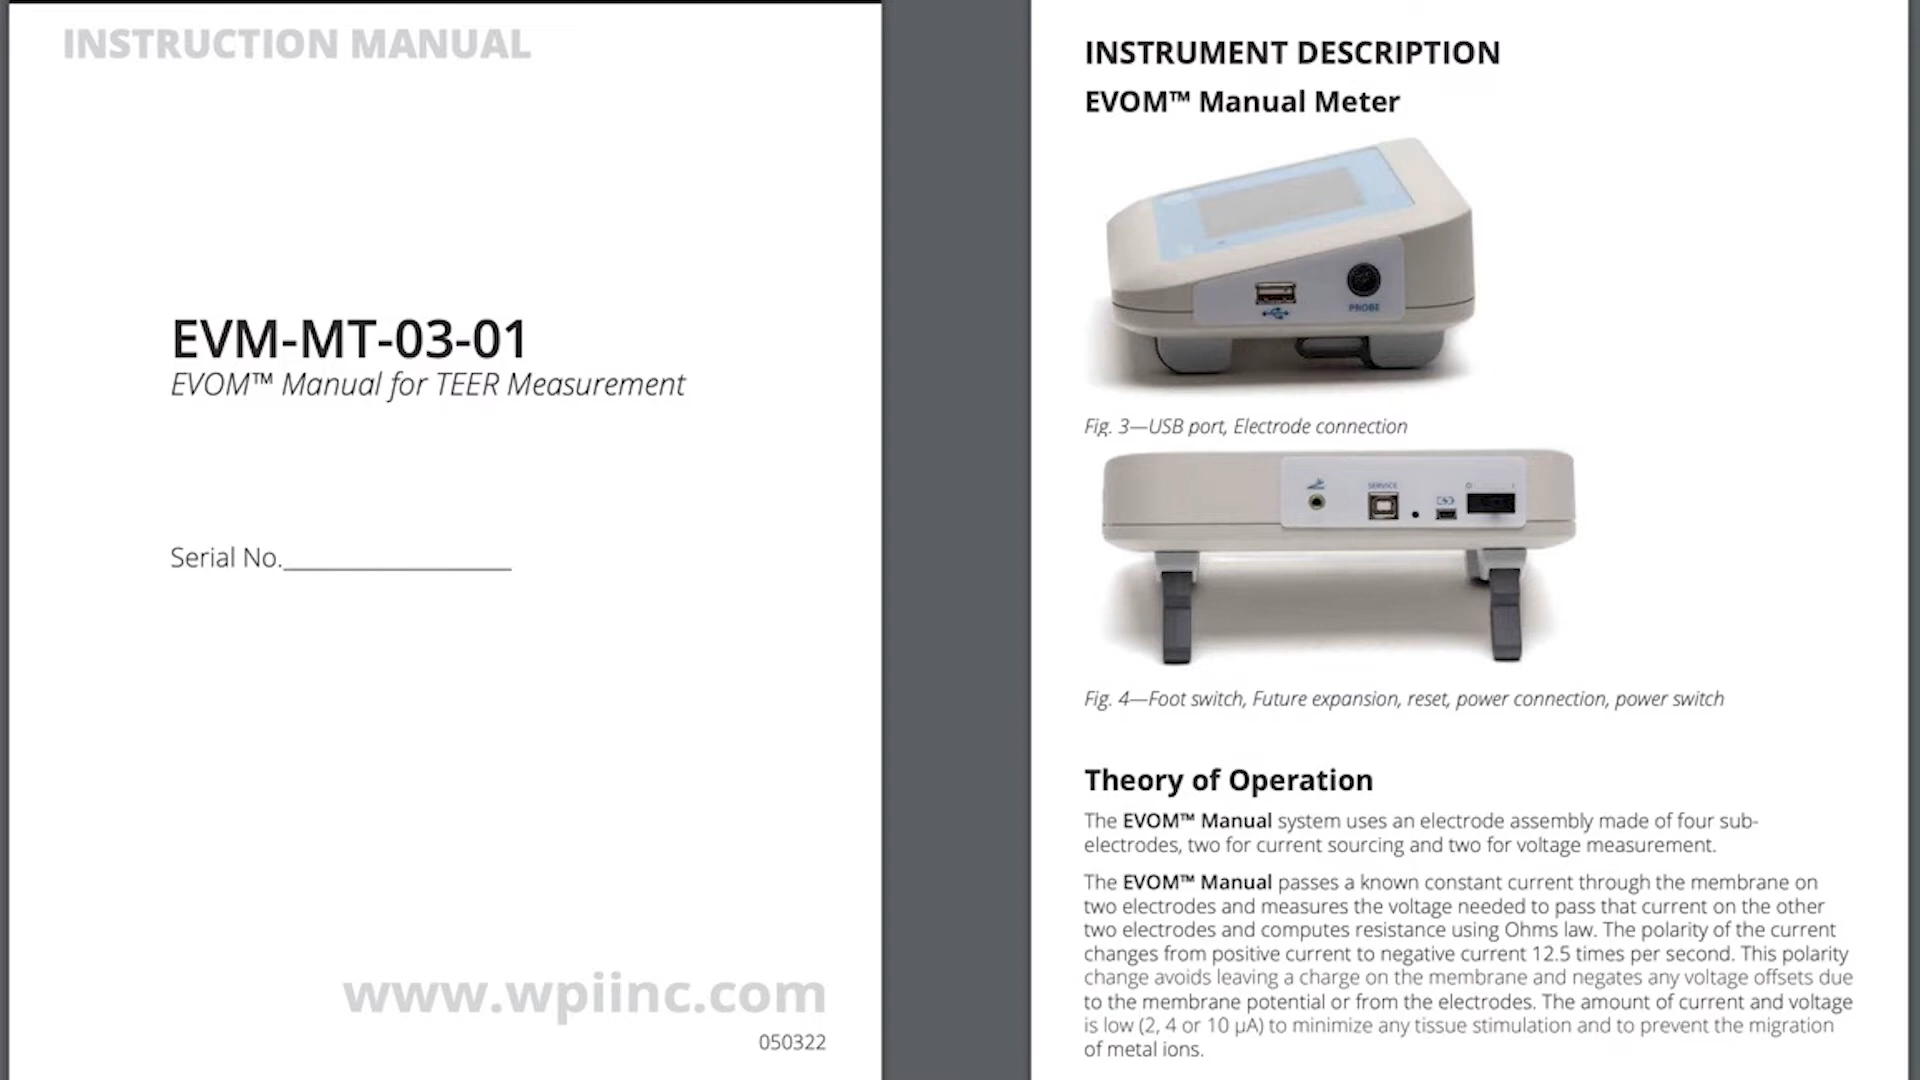 INSTRUCTION MANUAL
EVM-MT-03-01
EVOM™ Manual for TEER Measurement
Serial No.___________________
www.wpiinc.com
050322
INSTRUMENT DESCRIPTION
EVOM™ Manual Meter
PROBE
Fig. 3—USB port, Electrode connection
SERVICE
O I
Fig. 4—Foot switch, Future expansion, reset, power connection, power switch
Theory of Operation
The EVOM™ Manual system uses an electrode assembly made of four sub-
electrodes, two for current sourcing and two for voltage measurement.
The EVOM™ Manual passes a known constant current through the membrane on
two electrodes and measures the voltage needed to pass that current on the other
two electrodes and computes resistance using Ohms law. The polarity of the current
changes from positive current to negative current 12.5 times per second. This polarity
change avoids leaving a charge on the membrane and negates any voltage offsets due
to the membrane potential or from the electrodes. The amount of current and voltage
is low (2, 4 or 10 µA) to minimize any tissue stimulation and to prevent the migration
of metal ions.